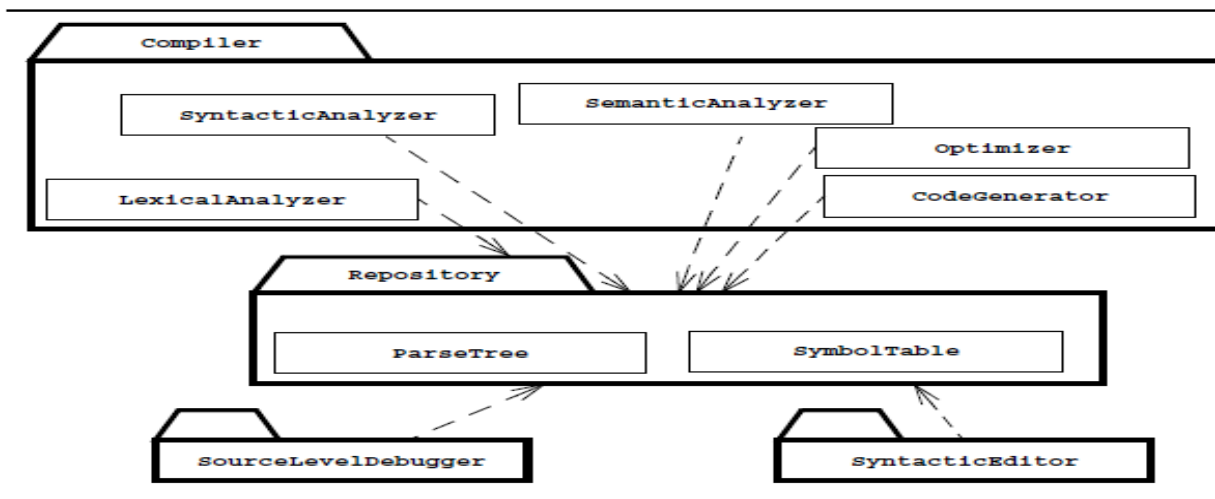 Compiler
SyntacticAnalyzer
SemanticAnalyzer
Optimizer
LexicalAnalyzer
CodeGenerator
Repository
ParseTree
SymbolTable
SourceLevelDebugger
SyntacticEditor